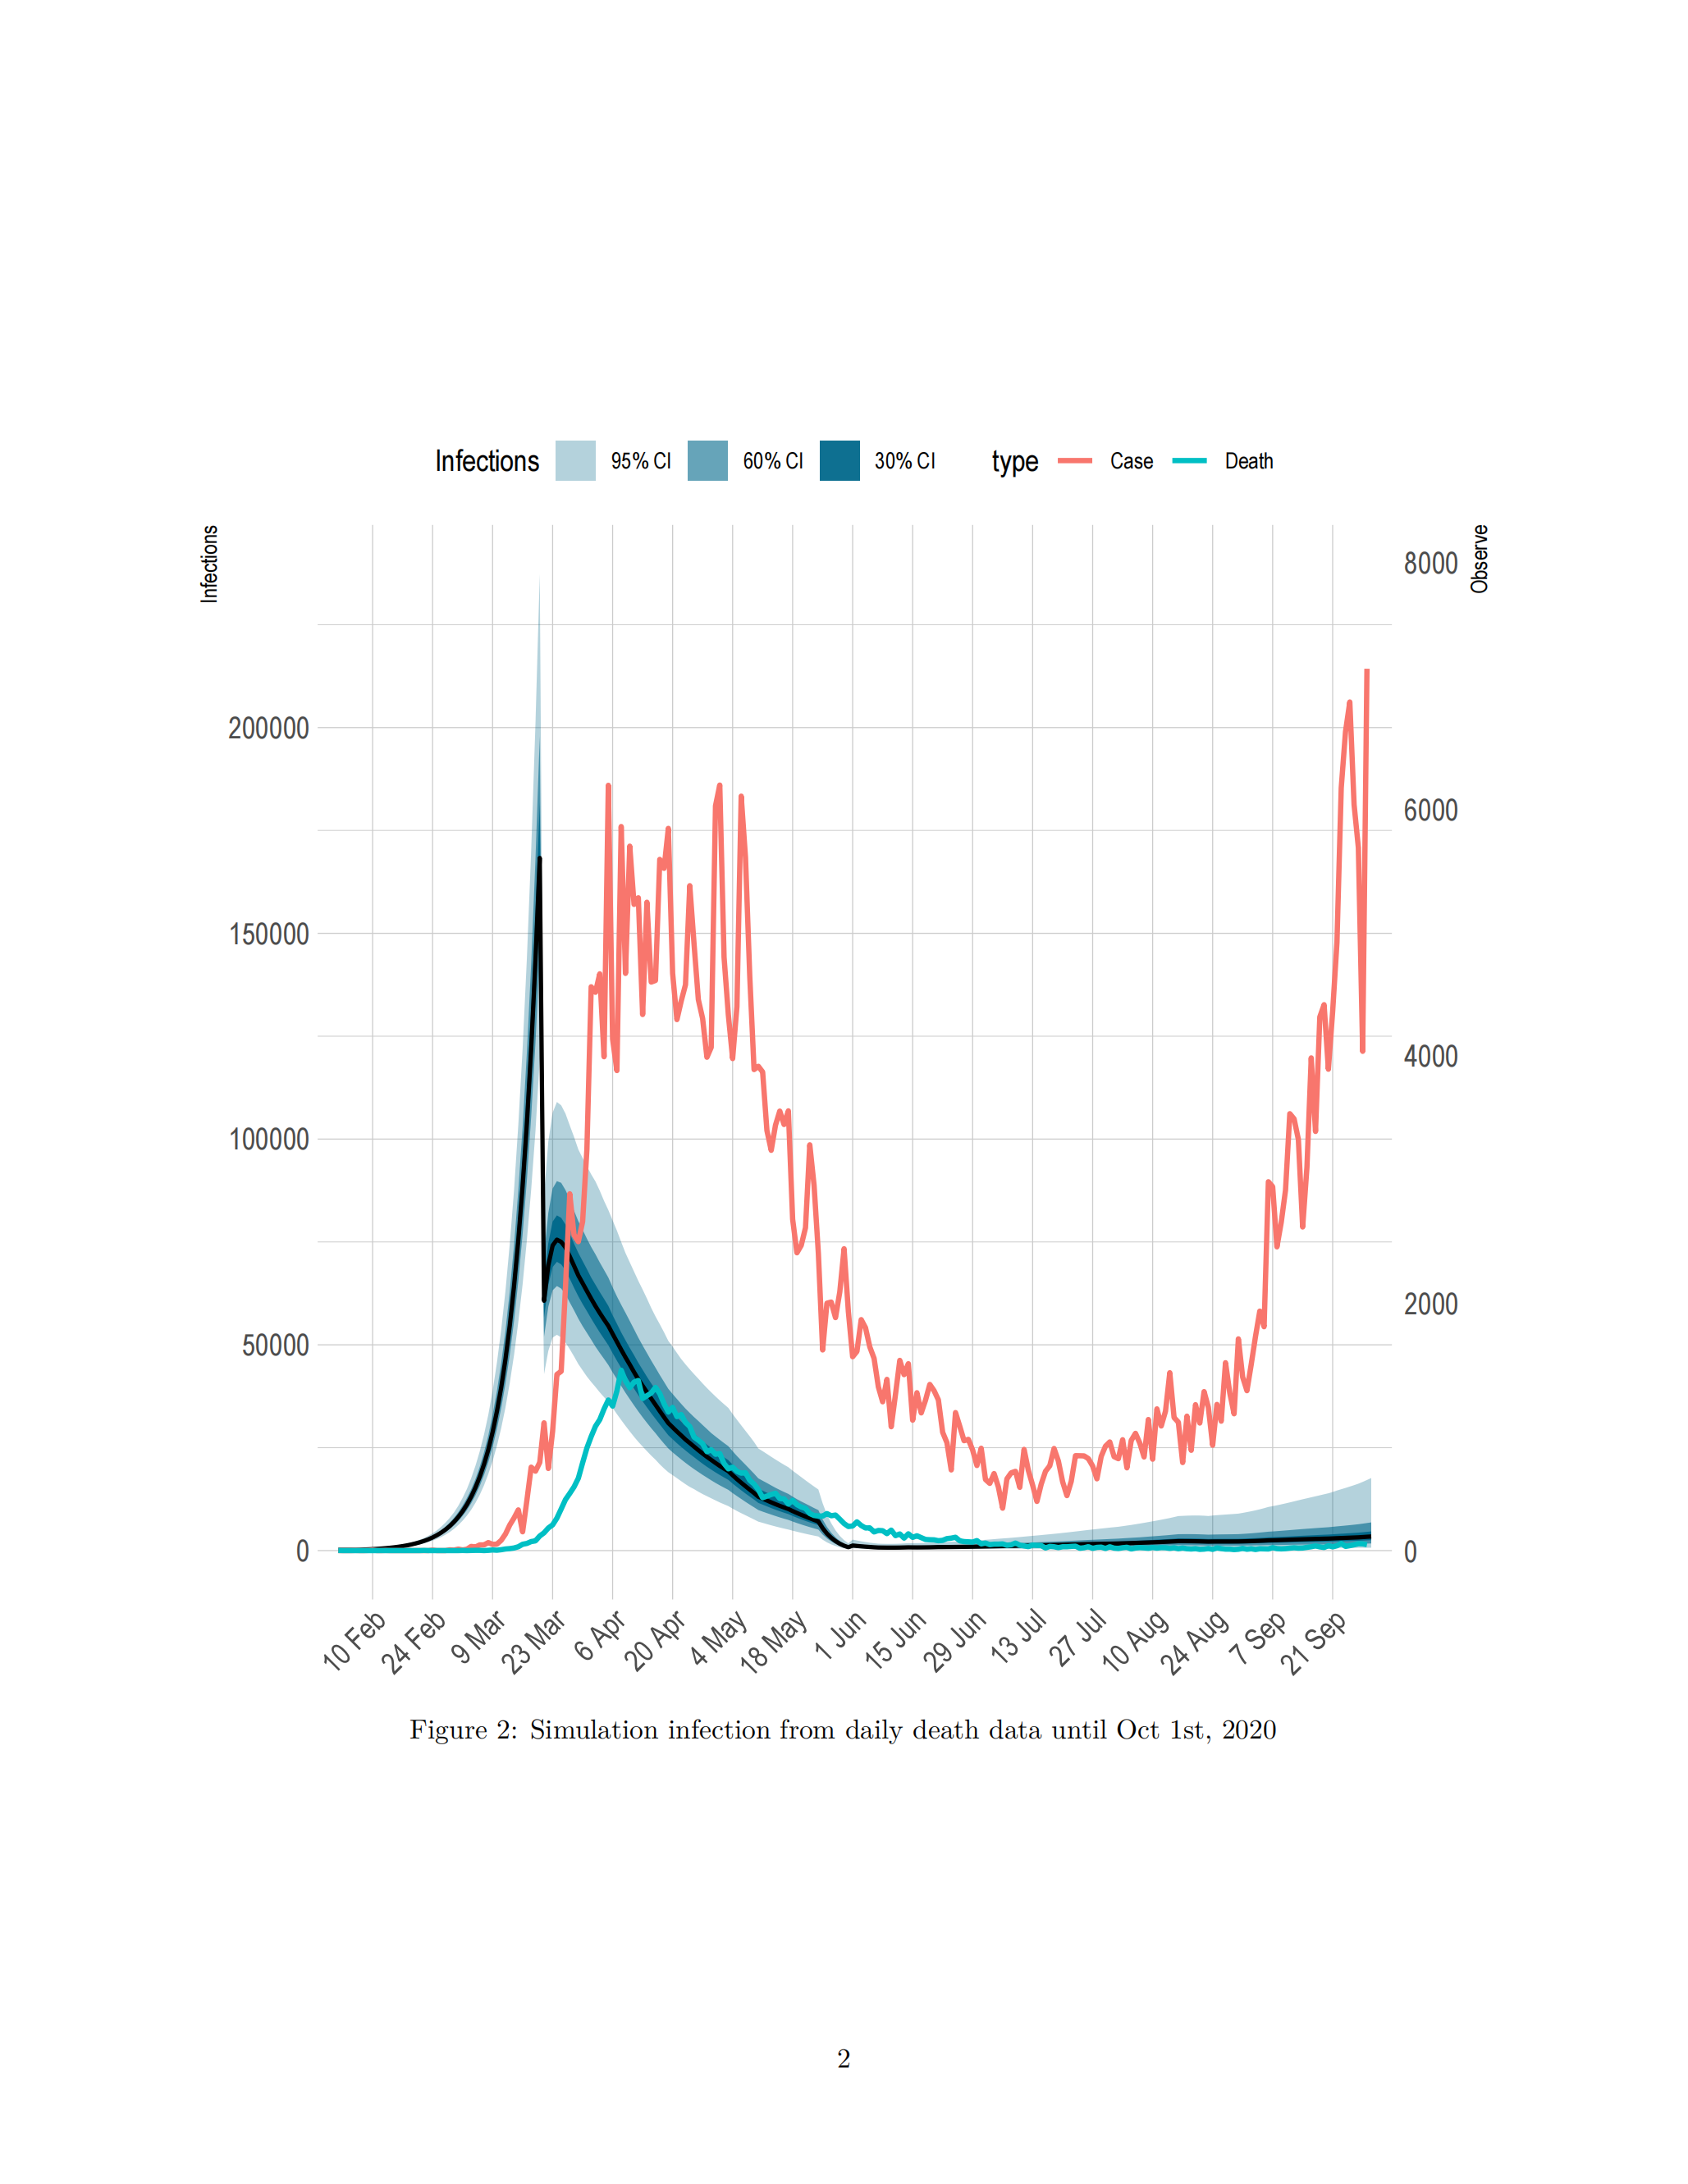 Infections 95% CI 60% CI 30% CI type Case Death
Infections
Observe
8000
200000
6000
150000
4000
100000
2000
50000
0
0
10 Feb 24 Feb 9 Mar 23 Mar 6 Apr 20 Apr 4 May 18 May 1 Jun 15 Jun 29 Jun 13 Jul 27 Jul 10 Aug 24 Aug 7 Sep 21 Sep
Figure 2: Simulation infection from daily death data until Oct 1st, 2020
2